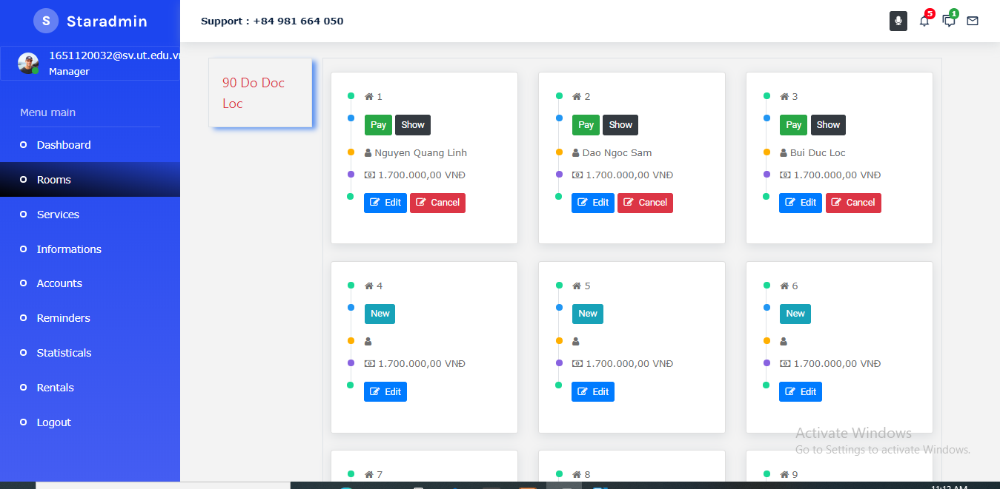 S Staradmin
Support : +84 981 664 050
5
1
1651120032@sv.ut.edu.vn
Manager
Menu main
Dashboard
Rooms
Services
Informations
Accounts
Reminders
Statisticals
Rentals
Logout
90 Do Doc
Loc
1
Pay Show
Nguyen Quang Linh
1.700.000,00 VNĐ
Edit Cancel
2
Pay Show
Dao Ngoc Sam
1.700.000,00 VNĐ
Edit Cancel
3
Pay Show
Bui Duc Loc
1.700.000,00 VNĐ
Edit Cancel
4
New
1.700.000,00 VNĐ
Edit
5
New
1.700.000,00 VNĐ
Edit
6
New
1.700.000,00 VNĐ
Edit
7
8
9
Activate Windows
Go to Settings to activate Windows.
11:12 AM